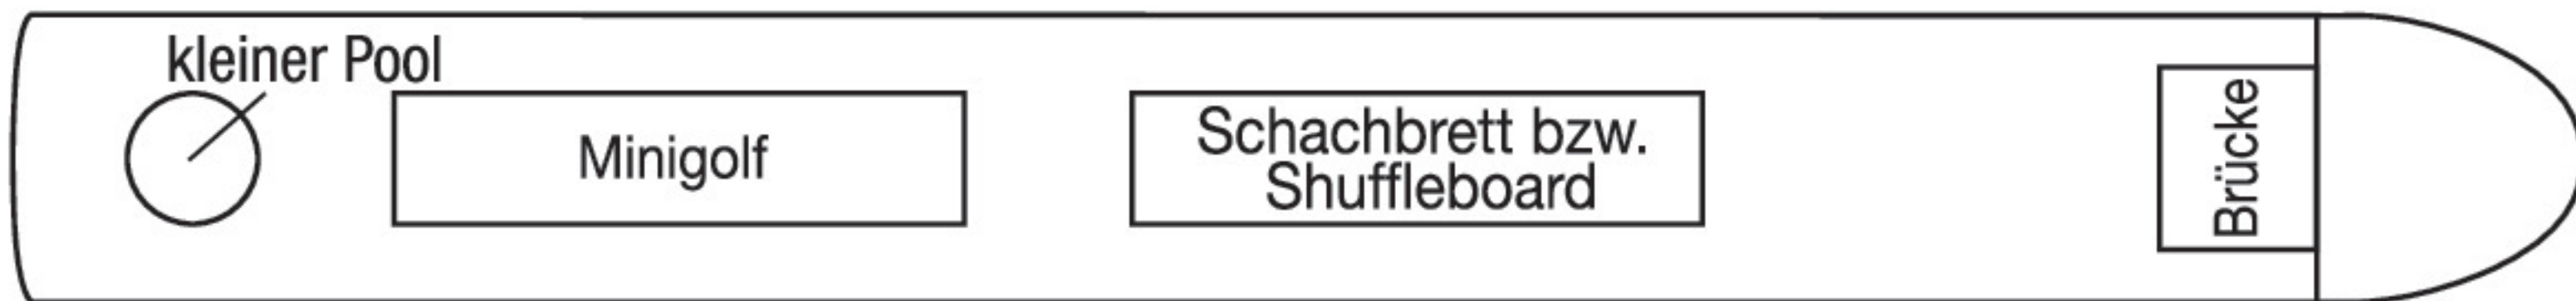 kleiner Pool
Minigolf
Schachbrett bzw.
Shuffleboard
Brücke